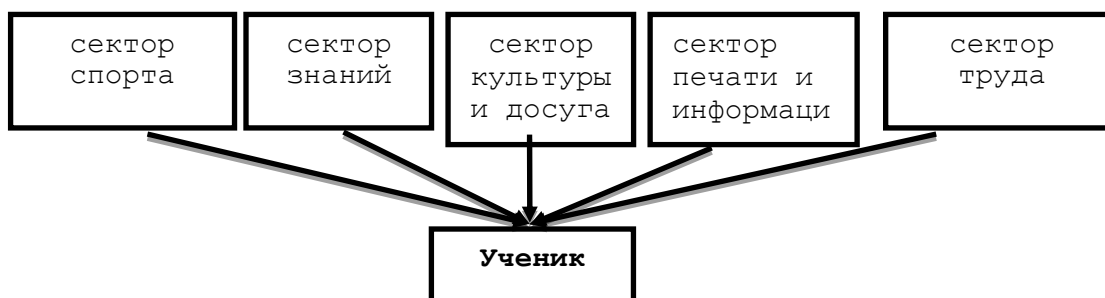 сектор
спорта
сектор
знаний
сектор
культуры
и досуга
сектор
печати и
информаци
сектор
труда
Ученик